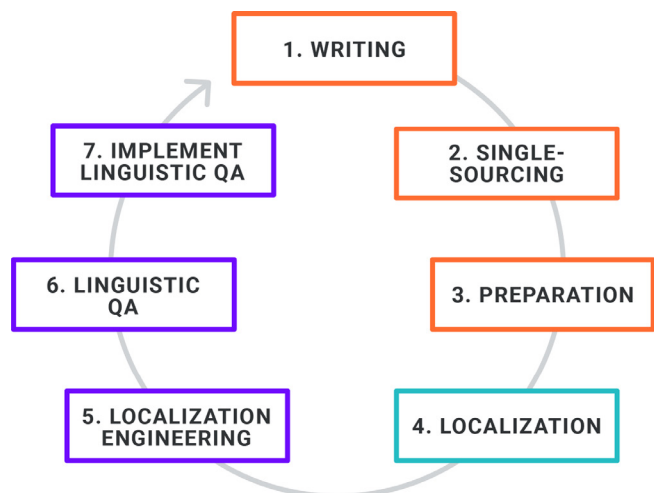 1. WRITING
2. SINGLE-
SOURCING
3. PREPARATION
4. LOCALIZATION
5. LOCALIZATION
ENGINEERING
6. LINGUISTIC
QA
7. IMPLEMENT
LINGUISTIC QA